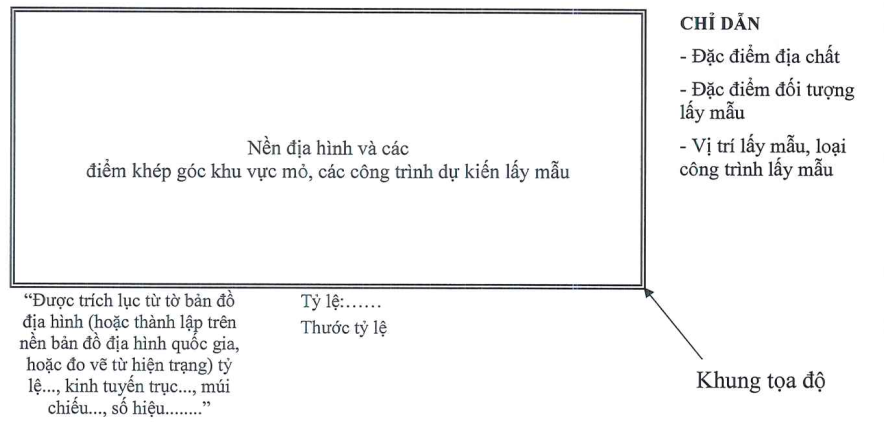 CHỈ DẪN
- Đặc điểm địa chất
- Đặc điểm đối tượng
lấy mẫu
- Vị trí lấy mẫu, loại
công trình lấy mẫu
Nền địa hình và các
điểm khép góc khu vực mỏ, các công trình dự kiến lấy mẫu
“Được trích lục từ tờ bản đồ
địa hình (hoặc thành lập trên
nền bản đồ địa hình quốc gia,
hoặc đo vẽ từ hiện trạng) tỷ
lệ..., kinh tuyến trục..., múi
chiếu..., số hiệu........”
Tỷ lệ:......
Thước tỷ lệ
Khung tọa độ